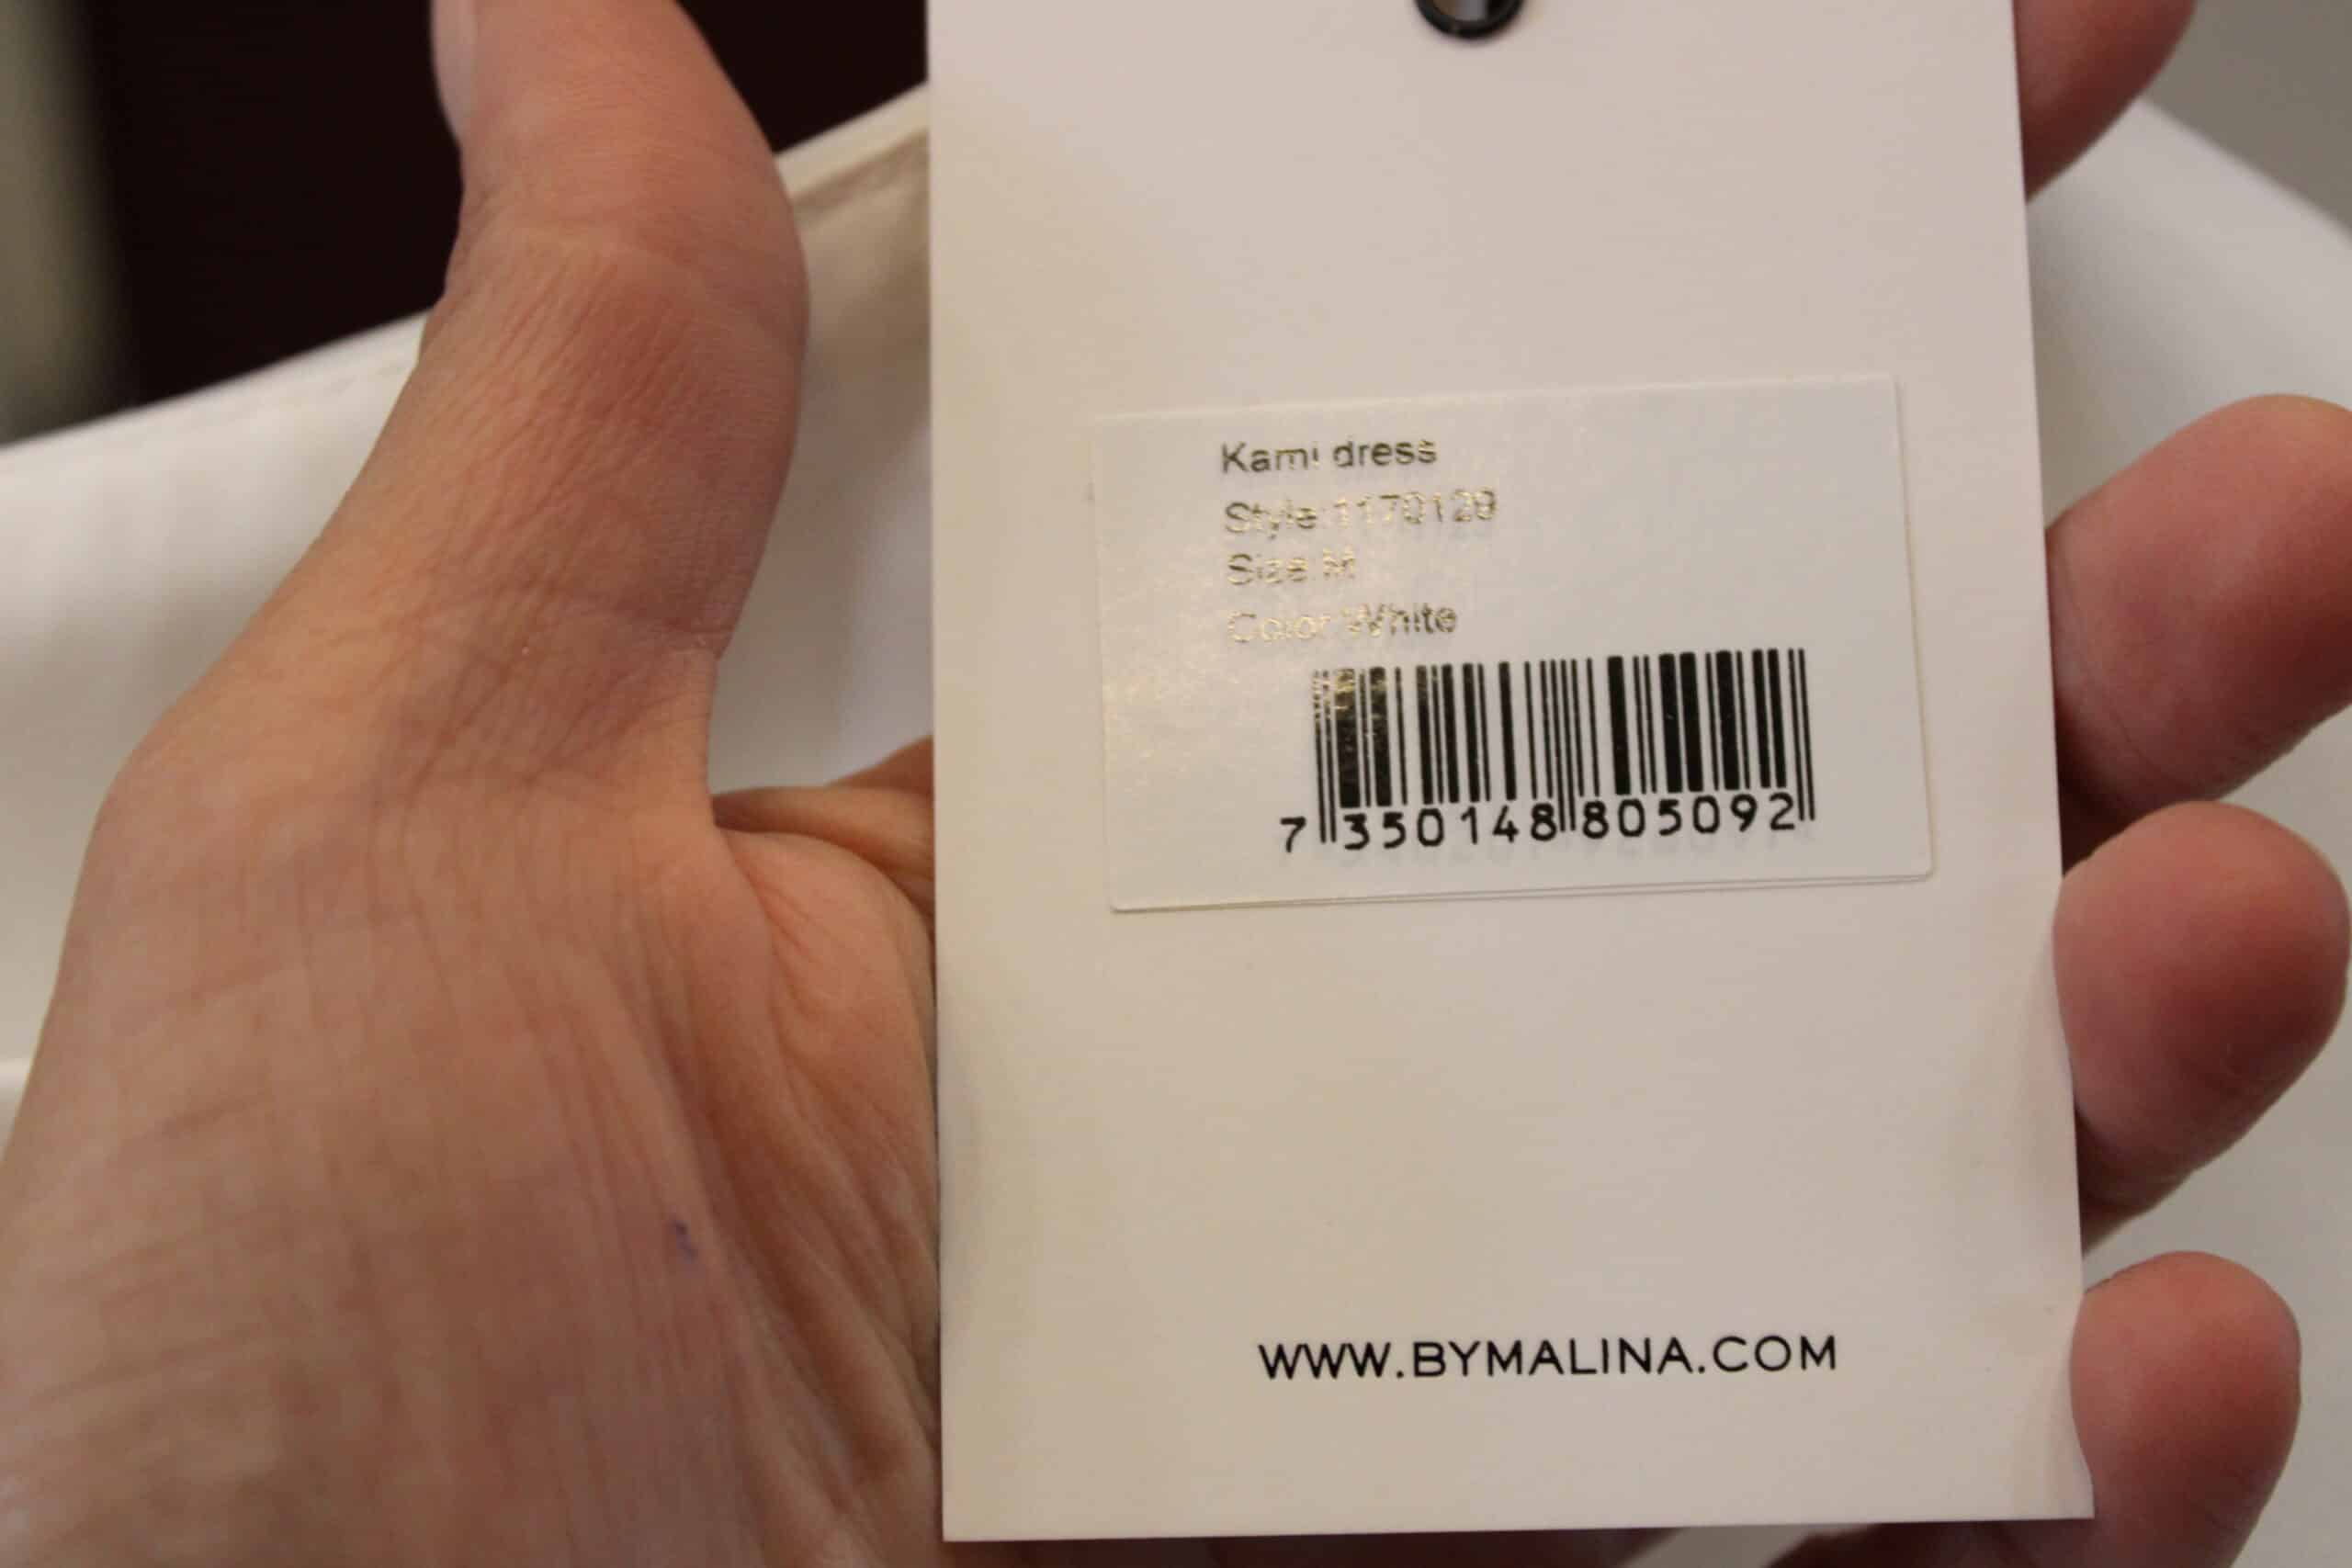 Kami dress
Style:1170129
Size:M
Color:White
7 350148 805092
WWW.BYMALINA.COM